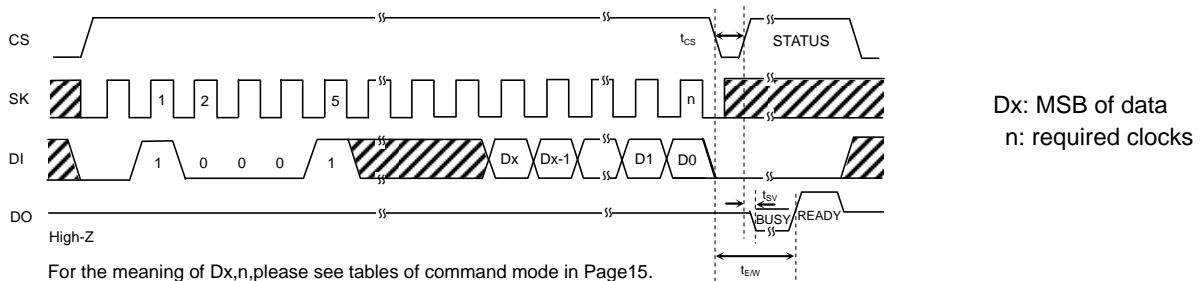 CS
tCS
STATUS
SK
1 2 5 n
DI
1 0 0 0 1 Dx Dx-1 D1 D0
DO
tSV
BUSY READY
High-Z
tE/W
For the meaning of Dx,n,please see tables of command mode in Page15.
Dx: MSB of data
n: required clocks